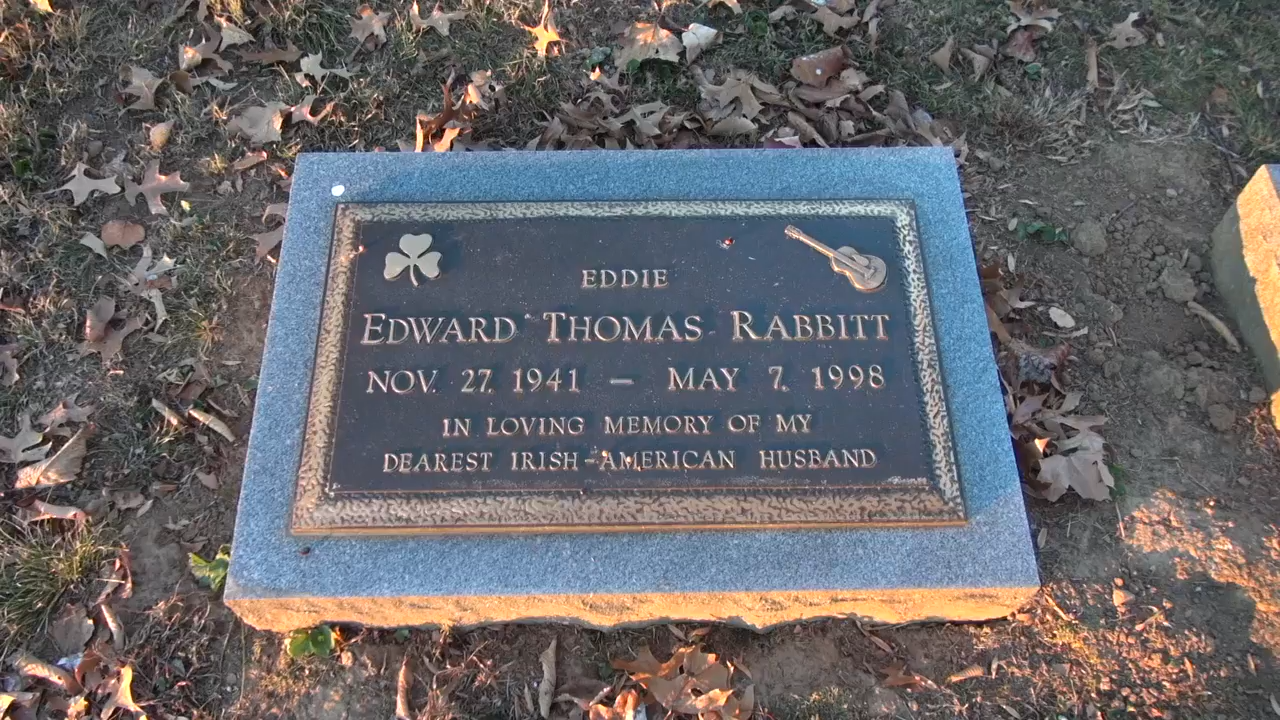 EDDIE
EDWARD THOMAS RABBITT
NOV. 27, 1941 – MAY 7, 1998
IN LOVING MEMORY OF MY
DEAREST IRISH-AMERICAN HUSBAND